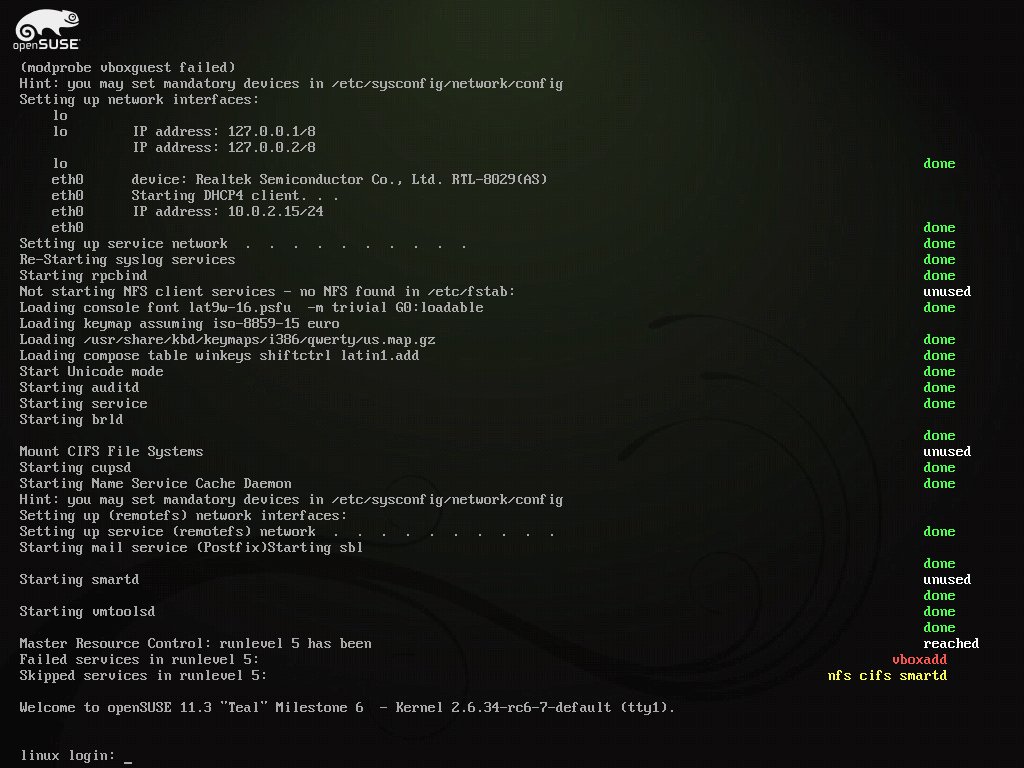 openSUSE
(modprobe vboxguest failed)
Hint: you may set mandatory devices in /etc/sysconfig/network/config
Setting up network interfaces:
lo
lo IP address: 127.0.0.1/8
IP address: 127.0.0.2/8
lo done
eth0 device: Realtek Semiconductor Co., Ltd. RTL-8029(AS)
eth0 Starting DHCP4 client. . .
eth0 IP address: 10.0.2.15/24
eth0 done
Setting up service network . . . . . . . . . . done
Re-Starting syslog services done
Starting rpcbind done
Not starting NFS client services - no NFS found in /etc/fstab: unused
Loading console font lat9w-16.psfu -m trivial G0:loadable done
Loading keymap assuming iso-8859-15 euro
Loading /usr/share/kbd/keymaps/i386/qwerty/us.map.gz done
Loading compose table winkeys shiftctrl latin1.add done
Start Unicode mode done
Starting auditd done
Starting service done
Starting brld
done
Mount CIFS File Systems unused
Starting cupsd done
Starting Name Service Cache Daemon done
Hint: you may set mandatory devices in /etc/sysconfig/network/config
Setting up (remotefs) network interfaces:
Setting up service (remotefs) network . . . . . . . . . . done
Starting mail service (Postfix)Starting sbl
done
Starting smartd unused
done
Starting vmtoolsd done
done
Master Resource Control: runlevel 5 has been reached
Failed services in runlevel 5: vboxadd
Skipped services in runlevel 5: nfs cifs smartd
Welcome to openSUSE 11.3 "Teal" Milestone 6 - Kernel 2.6.34-rc6-7-default (tty1).
linux login: _